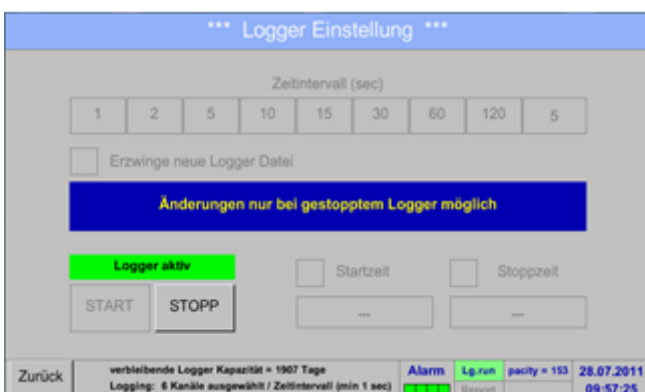 *** Logger Einstellung ***
Zeitintervall (sec)
1 2 5 10 15 30 60 120 5
Erzwinge neue Logger Datei
Änderungen nur bei gestopptem Logger möglich
Logger aktiv
Startzeit
Stoppzeit
START
STOPP
---
---
Zurück
verbleibende Logger Kapazität = 1907 Tage
Logging: 6 Kanäle ausgewählt / Zeitintervall (min 1 sec)
Alarm
Lg.run
pacity = 153
28.07.2011
Report
09:57:25